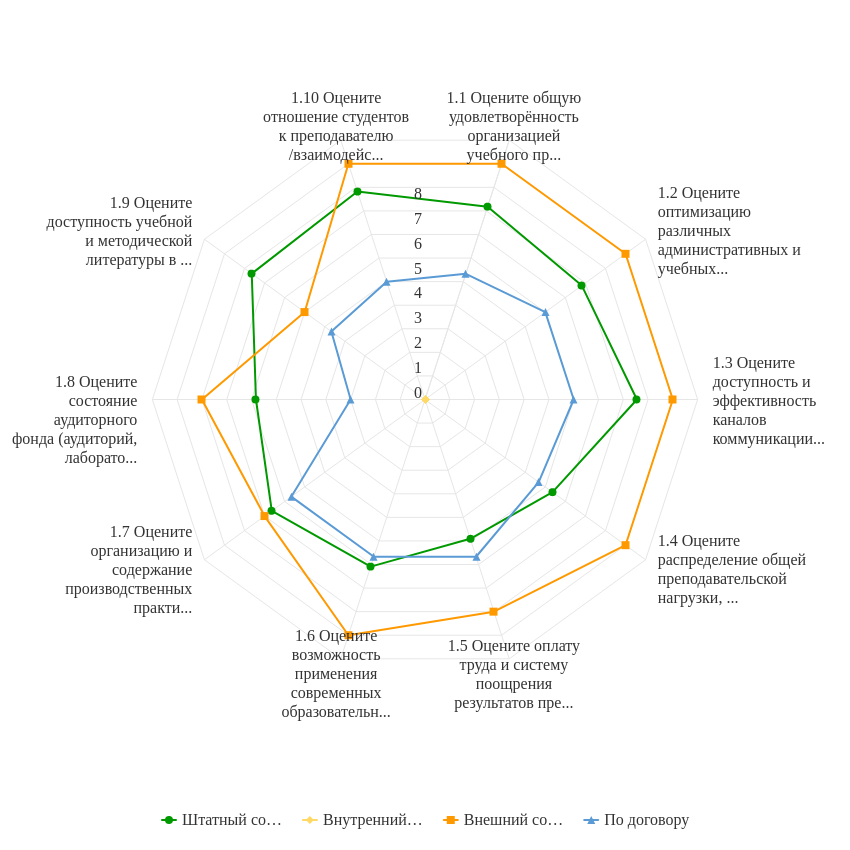 1.10 Оцените
отношение студентов
к преподавателю
/взаимодейс...
1.1 Оцените общую
удовлетворённость
организацией
учебного пр...
1.2 Оцените
оптимизацию
различных
административных и
учебных...
1.9 Оцените
доступность учебной
и методической
литературы в ...
8
7
6
5
4
3
2
1
0
1.3 Оцените
доступность и
эффективность
каналов
коммуникации...
1.8 Оцените
состояние
аудиторного
фонда (аудиторий,
лаборато...
1.4 Оцените
распределение общей
преподавательской
нагрузки, ...
1.7 Оцените
организацию и
содержание
производственных
практи...
1.6 Оцените
возможность
применения
современных
образовательн...
1.5 Оцените оплату
труда и систему
поощрения
результатов пре...
Штатный со… Внутренний… Внешний со… По договору